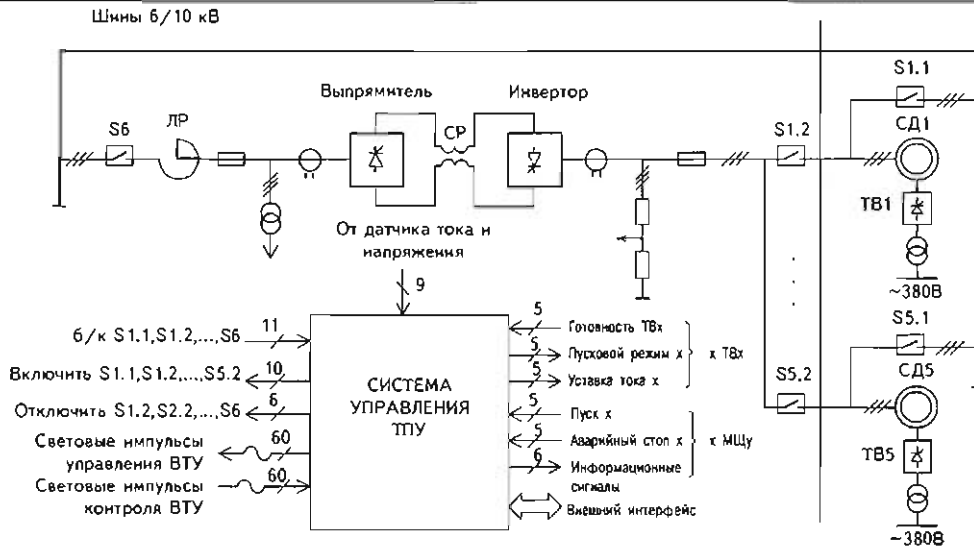 Шины 6/10 кВ
S6
ЛР
Выпрямитель
СР
Инвертор
S1.2
S1.1
СД1
ТВ1
~380В
От датчика тока и
напряжения
9
б/к S1.1,S1.2,...,S6
11
Включить S1.1,S1.2,...,S5.2
10
Отключить S1.2,S2.2,...,S6
6
Световые импульсы
управления ВТУ
60
Световые импульсы
контроля ВТУ
60
СИСТЕМА
УПРАВЛЕНИЯ
ТПУ
5
Готовность ТВх
5
Пусковой режим х
х ТВх
5
Уставка тока х
5
Пуск х
5
Аварийный стоп х
х МЩу
6
Информационные
сигналы
Внешний интерфейс
S5.2
S5.1
СД5
ТВ5
~380В